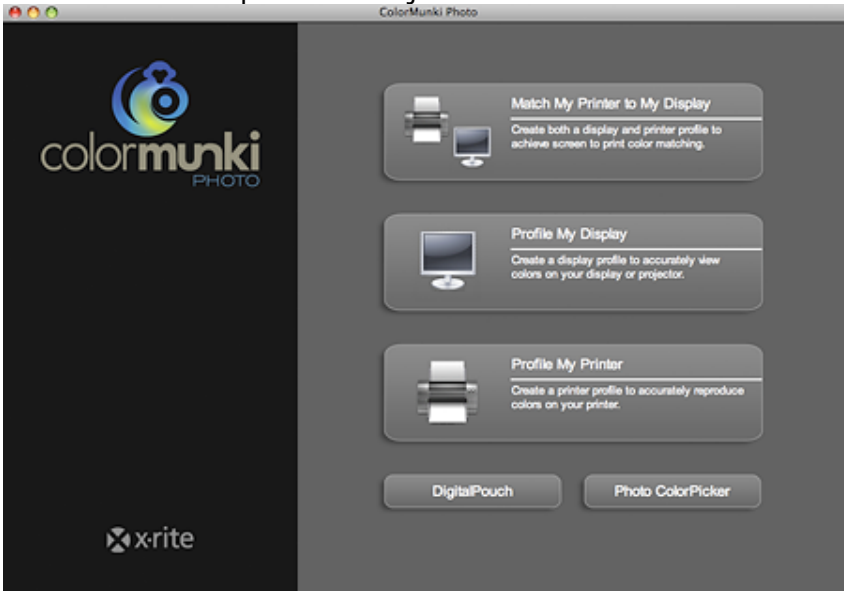 ColorMunki Photo
colormunki
PHOTO
Match My Printer to My Display
Create both a display and printer profile to
achieve screen to print color matching.
Profile My Display
Create a display profile to accurately view
colors on your display or projector.
Profile My Printer
Create a printer profile to accurately reproduce
colors on your printer.
DigitalPouch
Photo ColorPicker
x·rite